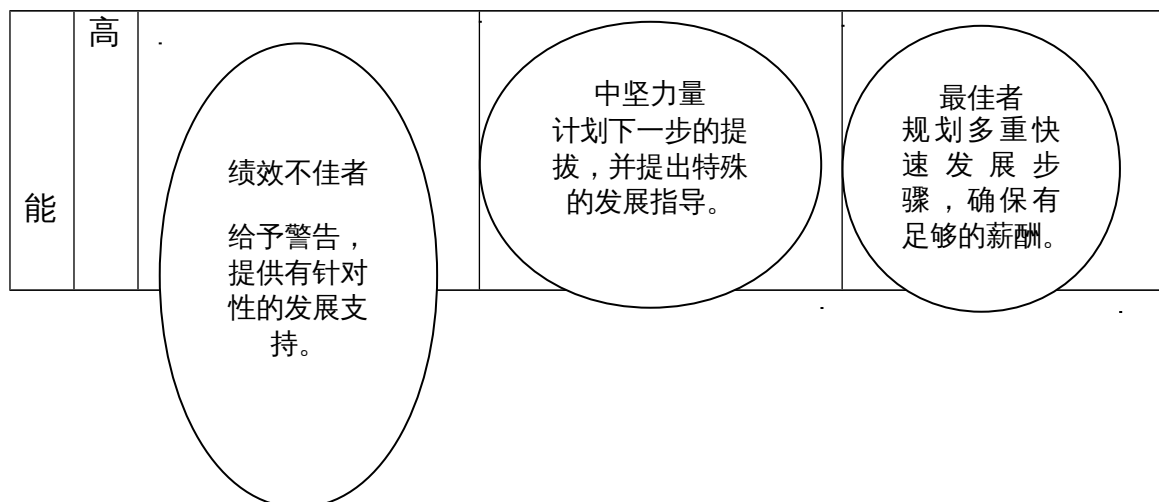 高
能
绩效不佳者
给予警告，
提供有针对
性的发展支
持。
中坚力量
计划下一步的提
拔，并提出特殊
的发展指导。
最佳者
规划多重快
速发展步
骤，确保有
足够的薪酬。